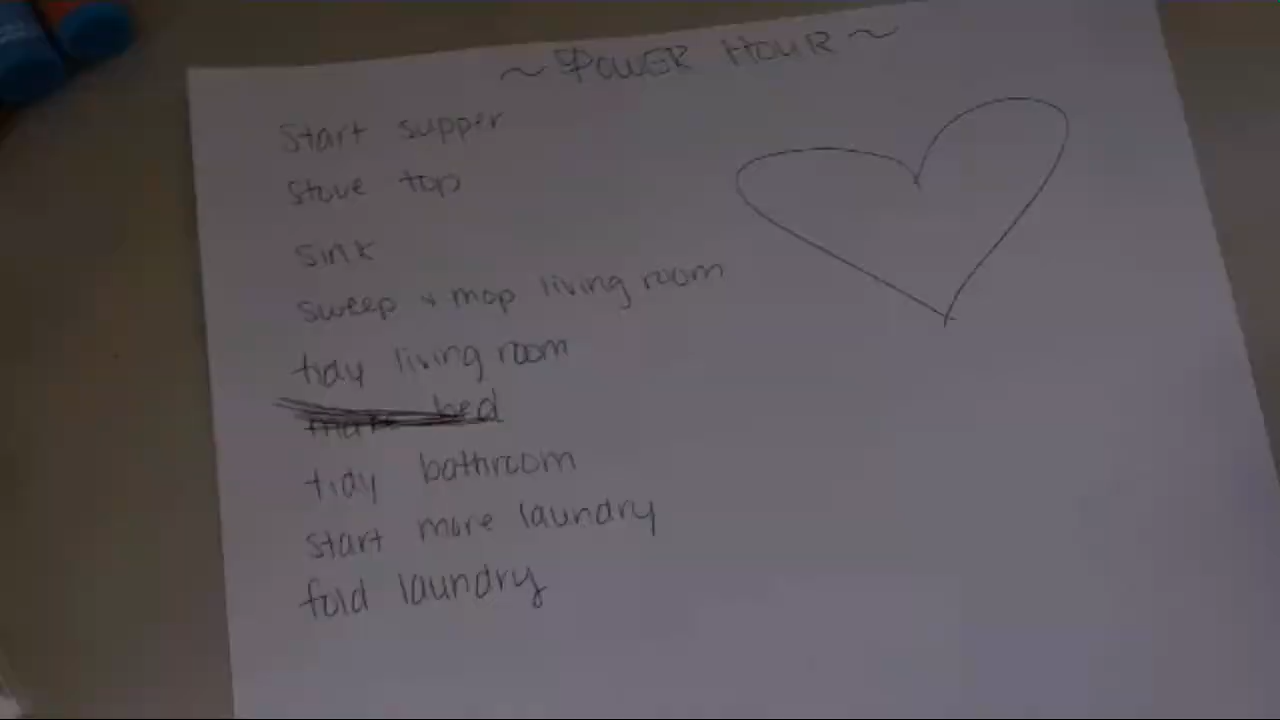 ~ POWER HOUR ~
Start supper
Stove top
sink
sweep + mop living room
tidy living room
make bed
tidy bathroom
start more laundry
fold laundry